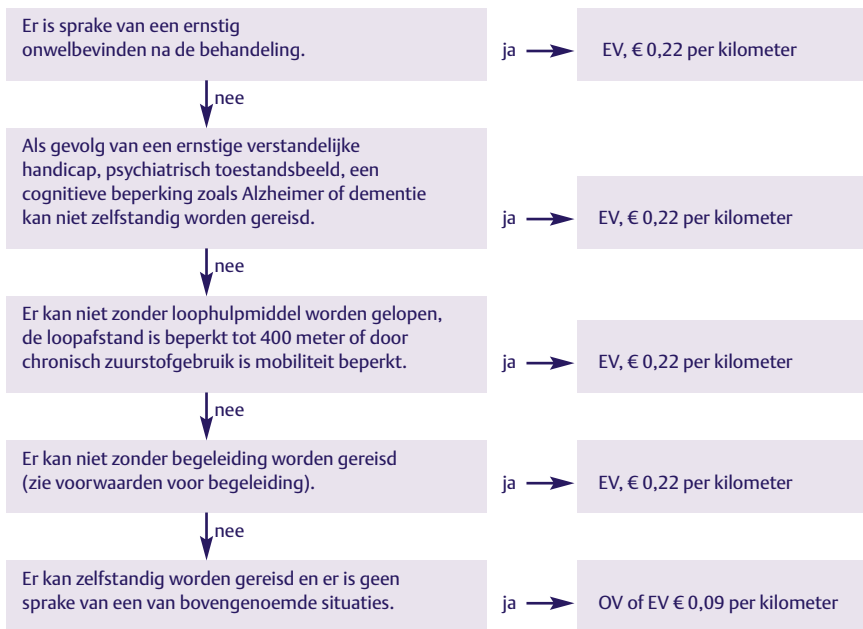 Er is sprake van een ernstig
onwelbevinden na de behandeling.
ja
EV, € 0,22 per kilometer
nee
Als gevolg van een ernstige verstandelijke
handicap, psychiatrisch toestandsbeeld, een
cognitieve beperking zoals Alzheimer of dementie
kan niet zelfstandig worden gereisd.
ja
EV, € 0,22 per kilometer
nee
Er kan niet zonder loophulpmiddel worden gelopen,
de loopafstand is beperkt tot 400 meter of door
chronisch zuurstofgebruik is mobiliteit beperkt.
ja
EV, € 0,22 per kilometer
nee
Er kan niet zonder begeleiding worden gereisd
(zie voorwaarden voor begeleiding).
ja
EV, € 0,22 per kilometer
nee
Er kan zelfstandig worden gereisd en er is geen
sprake van een van bovengenoemde situaties.
ja
OV of EV € 0,09 per kilometer